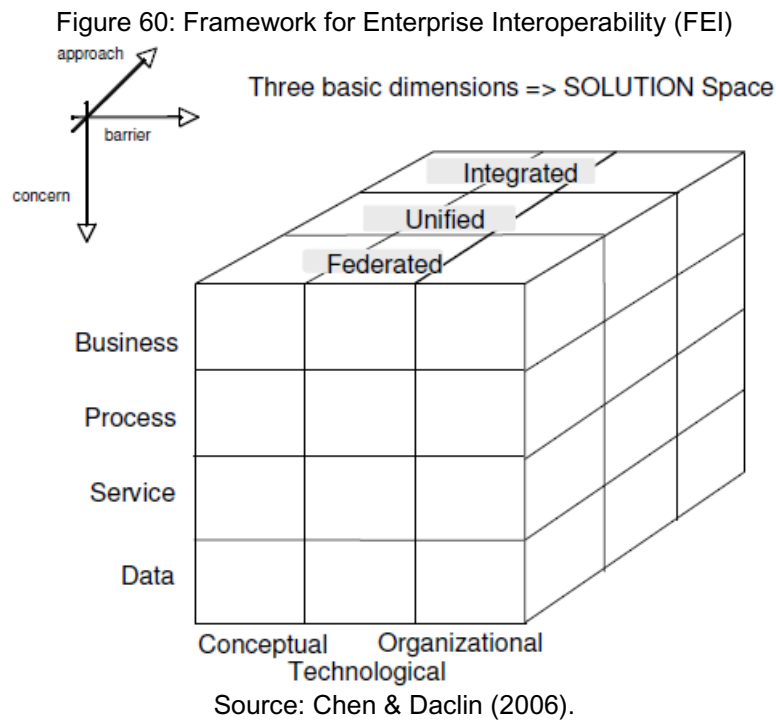 Figure 60: Framework for Enterprise Interoperability (FEI)
approach
Three basic dimensions => SOLUTION Space
barrier
concern
Integrated
Unified
Federated
Business
Process
Service
Data
Conceptual Organizational
Technological
Source: Chen & Daclin (2006).